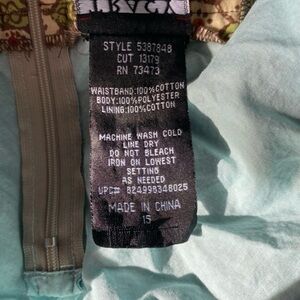 STYLE 5387848
CUT 13179
RN 73473
WAISTBAND:100%COTTON
BODY:100%POLYESTER
LINING:100%COTTON
MACHINE WASH COLD
LINE DRY
DO NOT BLEACH
IRON ON LOWEST
SETTING
AS NEEDED
UPC# 824998348025
MADE IN CHINA
15